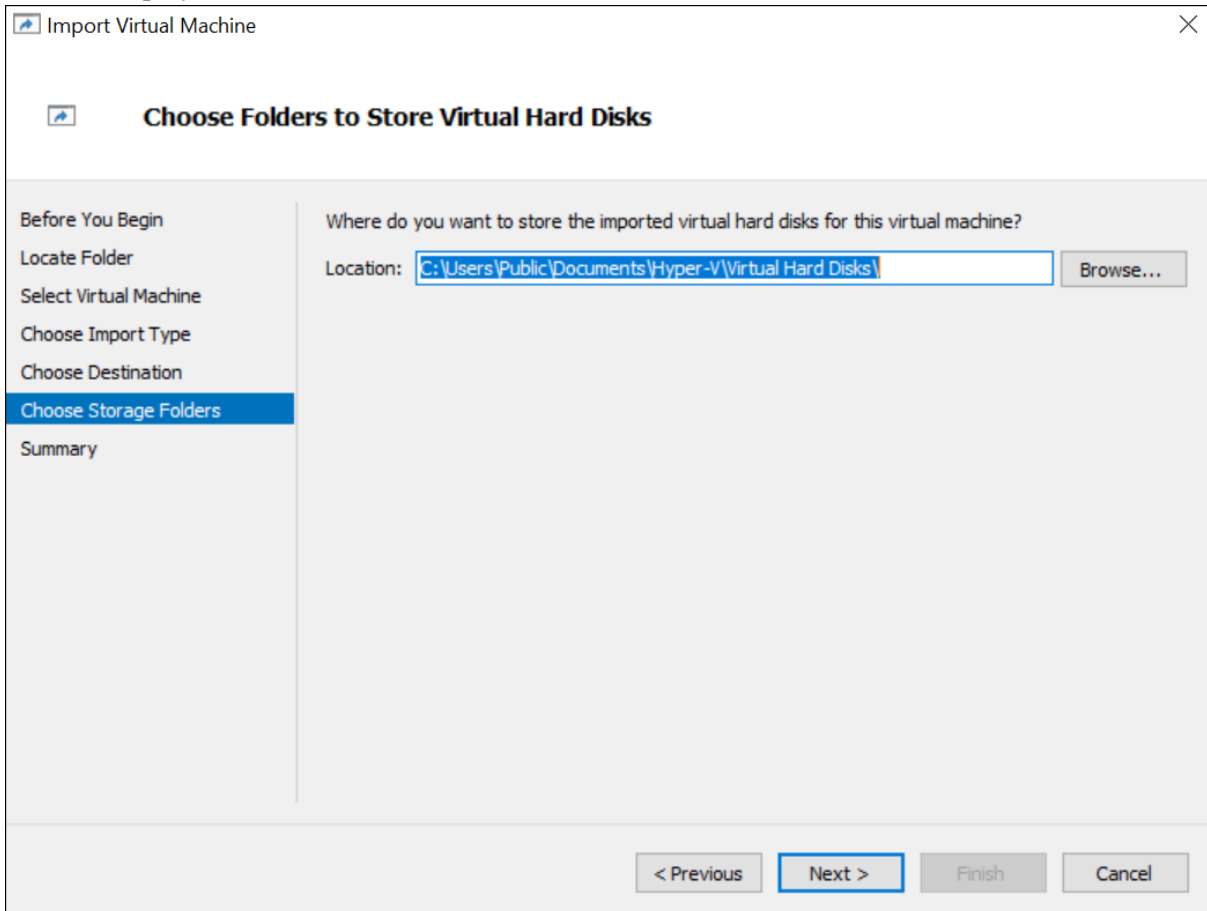 Import Virtual Machine
Choose Folders to Store Virtual Hard Disks
Before You Begin
Locate Folder
Select Virtual Machine
Choose Import Type
Choose Destination
Choose Storage Folders
Summary
Where do you want to store the imported virtual hard disks for this virtual machine?
Location: C:\Users\Public\Documents\Hyper-V\Virtual Hard Disks\ Browse...
< Previous Next > Finish Cancel